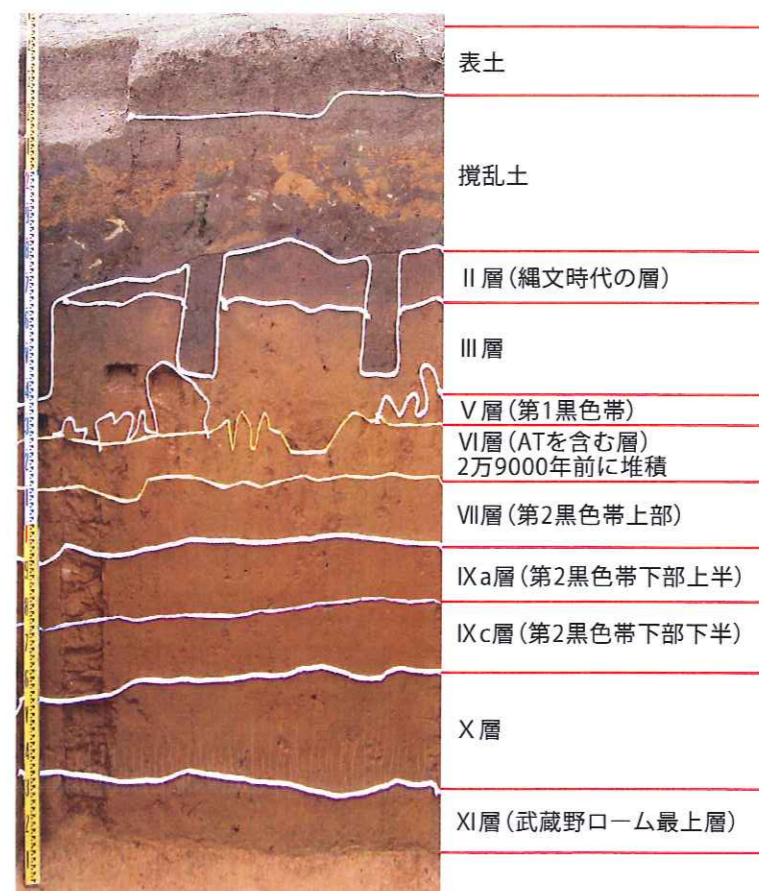 表土
撹乱土
Ⅱ層(縄文時代の層)
Ⅲ層
Ⅴ層(第1黒色帯)
Ⅵ層(ATを含む層)
2万9000年前に堆積
Ⅶ層(第2黒色帯上部)
Ⅸa層(第2黒色帯下部上半)
Ⅸc層(第2黒色帯下部下半)
Ⅹ層
Ⅺ層(武蔵野ローム最上層)